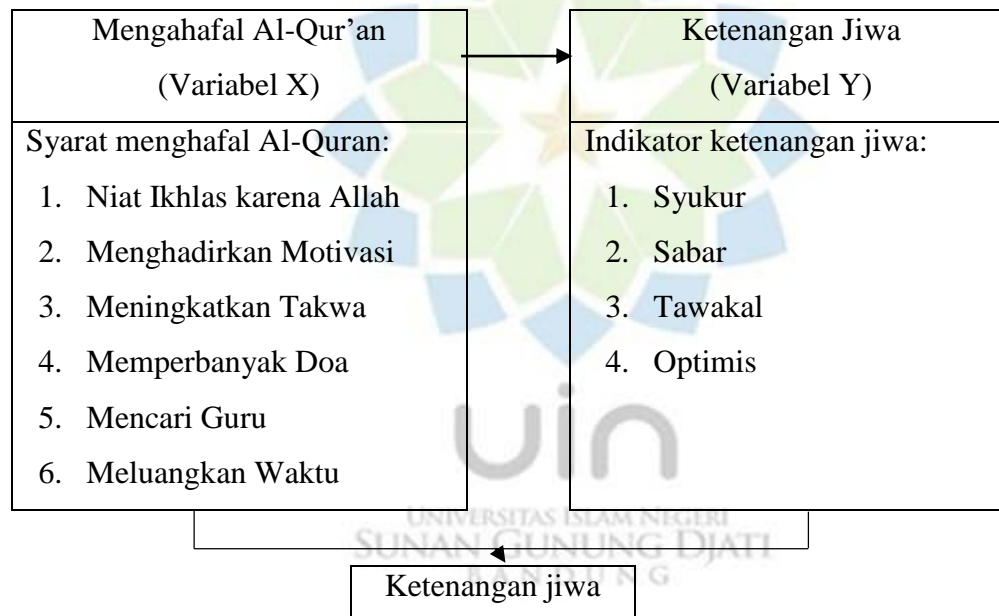 Mengahafal Al-Qur’an
(Variabel X)
Syarat menghafal Al-Quran:
1. Niat Ikhlas karena Allah
2. Menghadirkan Motivasi
3. Meningkatkan Takwa
4. Memperbanyak Doa
5. Mencari Guru
6. Meluangkan Waktu
Ketenangan Jiwa
(Variabel Y)
Indikator ketenangan jiwa:
1. Syukur
2. Sabar
3. Tawakal
4. Optimis
uin
UNIVERSITAS ISLAM NEGERI
SUNAN GUNUNG DJATI
BANDUNG
Ketenangan jiwa